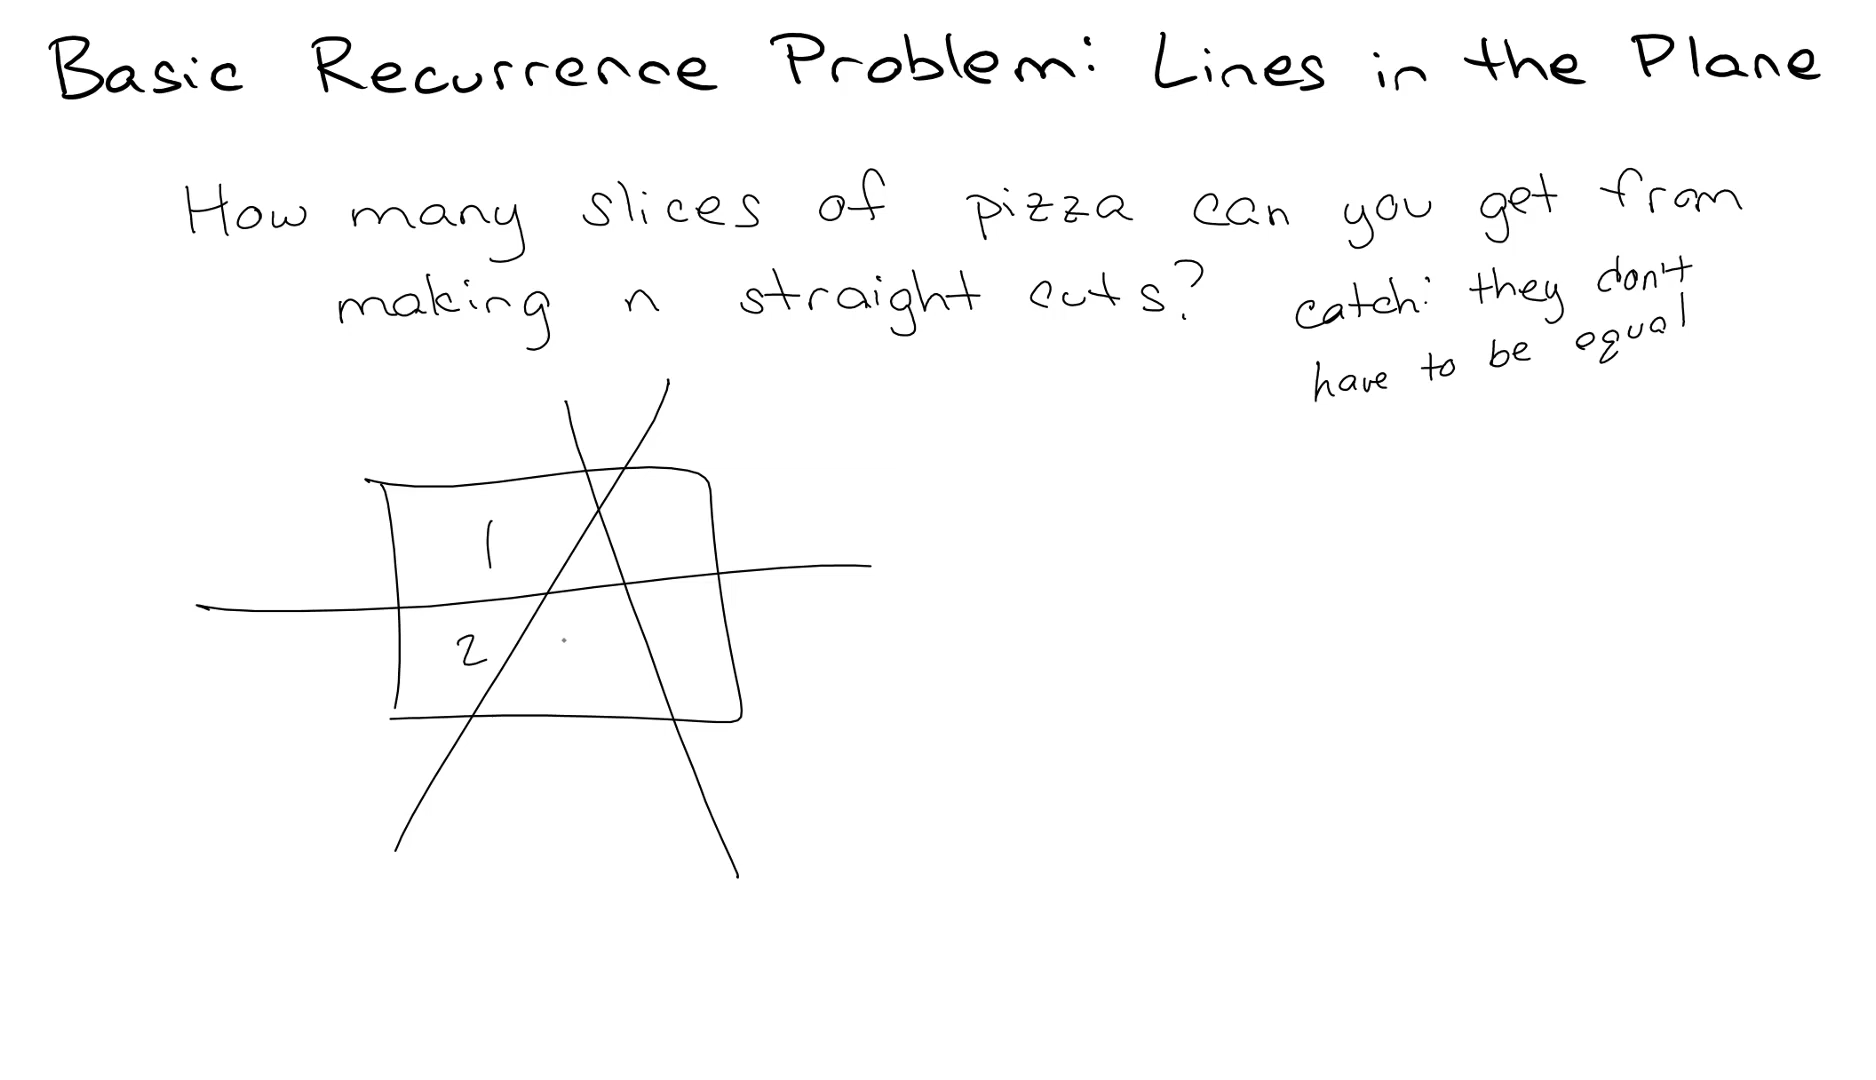 Basic Recurrence Problem: Lines in the Plane
How many slices of pizza can you get from
making n straight cuts?
catch: they don't
have to be equal
1
2